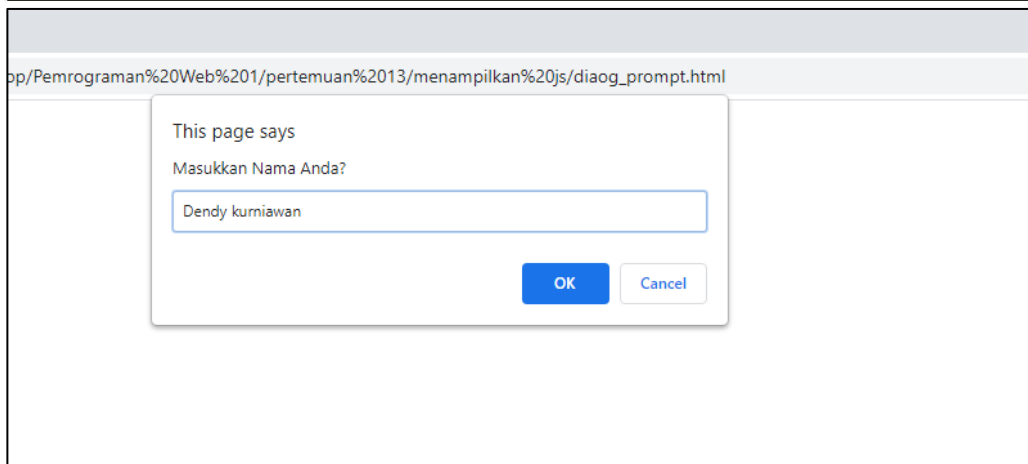 op/Pemrograman%20Web%201/pertemuan%2013/menampilkan%20js/diaog_prompt.html
This page says
Masukkan Nama Anda?
Dendy kurniawan
OK Cancel